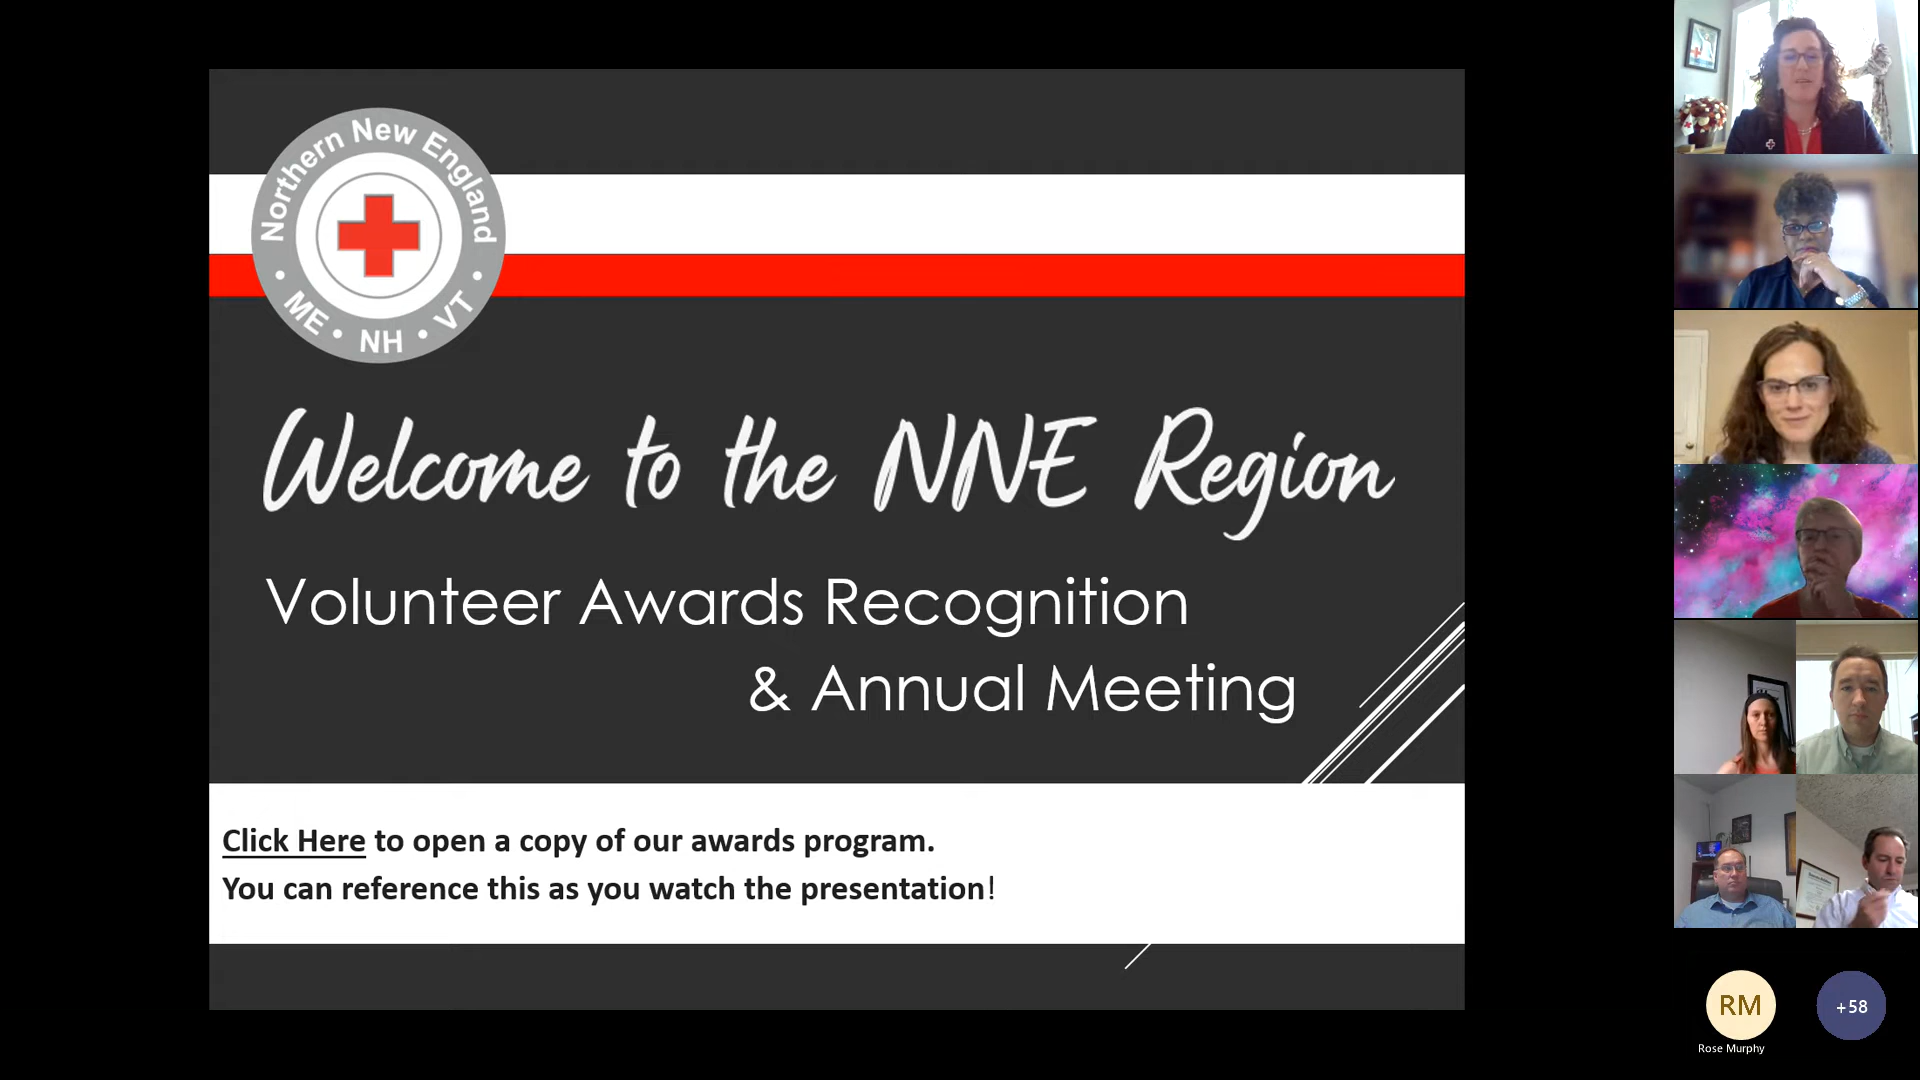 Northern New England
ME • NH • VT
Welcome to the NNE Region
Volunteer Awards Recognition
& Annual Meeting
Click Here to open a copy of our awards program.
You can reference this as you watch the presentation!
RM
Rose Murphy
+58